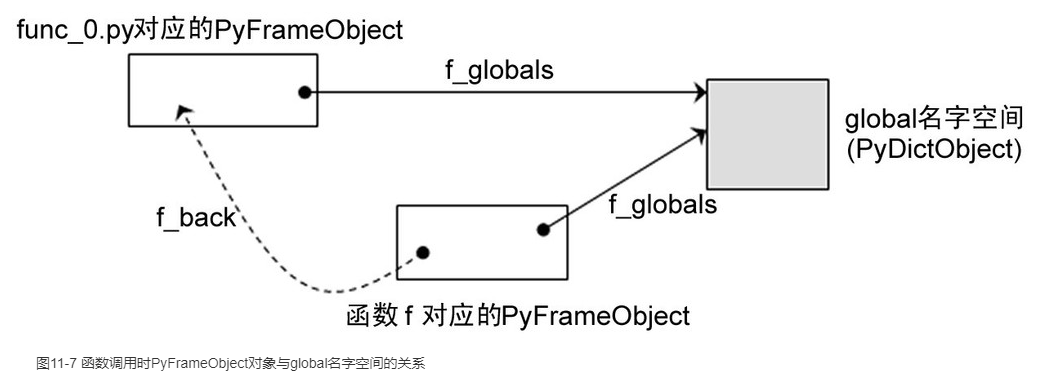 func_0.py对应的PyFrameObject
f_globals
global名字空间
(PyDictObject)
f_back
f_globals
函数 f 对应的PyFrameObject
图11-7 函数调用时PyFrameObject对象与global名字空间的关系